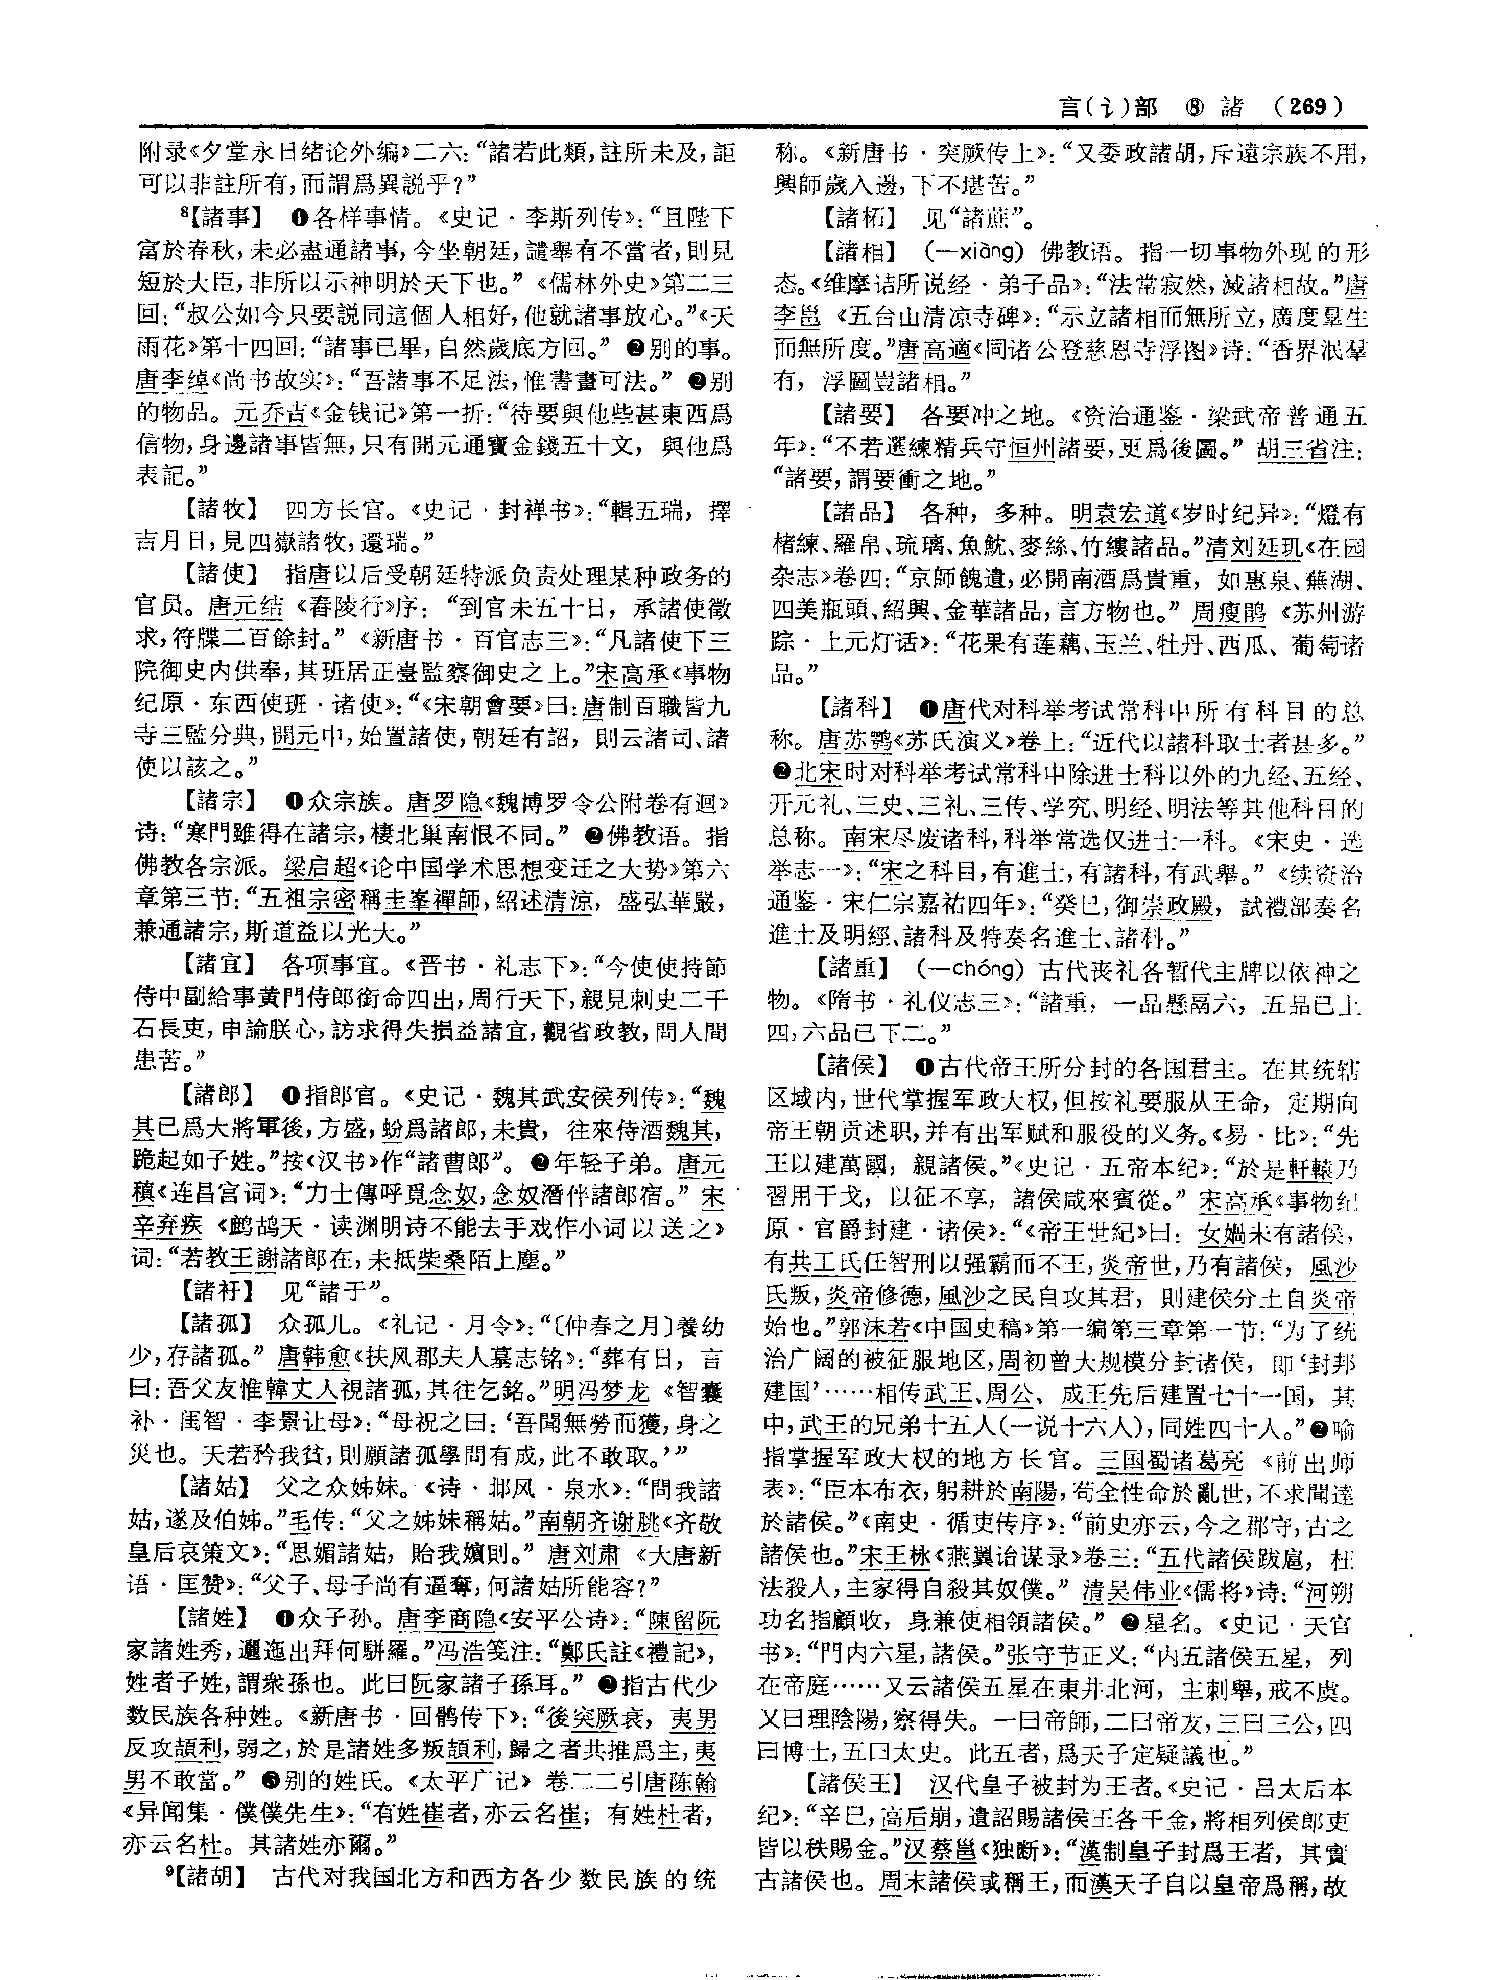 言(讠)部 ⑧ 諸 (269)
附录《夕堂永日绪论外编》二六:“諸若此類,註所未及,詎
可以非註所有,而謂爲異説乎?”
⁸【諸事】 ❶各样事情。《史记·李斯列传》:“且陛下
富於春秋,未必盡通諸事,今坐朝廷,譴舉有不當者,則見
短於大臣,非所以示神明於天下也。”《儒林外史》第二三
回:“叔公如今只要説同這個人相好,他就諸事放心。”《天
雨花》第十四回:“諸事已畢,自然歲底方回。” ❷别的事。
唐李绰《尚书故实》:“吾諸事不足法,惟書畫可法。” ❷别
的物品。元乔吉《金钱记》第一折:“待要與他些甚東西爲
信物,身邊諸事皆無,只有開元通寶金錢五十文,與他爲
表記。”
【諸牧】 四方长官。《史记·封禅书》:“輯五瑞,擇
吉月日,見四嶽諸牧,還瑞。”
【諸使】 指唐以后受朝廷特派负责处理某种政务的
官员。唐元结《舂陵行》序:“到官未五十日,承諸使徵
求,符牒二百餘封。”《新唐书·百官志三》:“凡諸使下三
院御史内供奉,其班居正臺監察御史之上。”宋高承《事物
纪原·东西使班·诸使》:“《宋朝會要》曰:唐制百職皆九
寺三監分典,開元中,始置諸使,朝廷有詔,則云諸司、諸
使以該之。”
【諸宗】 ❶众宗族。唐罗隐《魏博罗令公附卷有迴》
诗:“寒門雖得在諸宗,棲北巢南恨不同。” ❷佛教语。指
佛教各宗派。梁启超《论中国学术思想变迁之大势》第六
章第三节:“五祖宗密稱圭峯禪師,绍述清涼,盛弘華嚴,
兼通諸宗,斯道益以光大。”
【諸宜】 各项事宜。《晋书·礼志下》:“今使使持節
侍中副給事黄門侍郎銜命四出,周行天下,親見刺史二千
石長吏,申諭朕心,訪求得失損益諸宜,觀省政教,問人間
患苦。”
【諸郎】 ❶指郎官。《史记·魏其武安侯列传》:“魏
其已爲大將軍後,方盛,蚡爲諸郎,未貴,往來侍酒魏其,
跪起如子姓。”按《汉书》作“諸曹郎”。 ❷年轻子弟。唐元
稹《连昌宫词》:“力士傳呼覓念奴,念奴潛伴諸郎宿。”宋
辛弃疾《鹧鸪天·读渊明诗不能去手戏作小词以送之》
词:“若教王謝諸郎在,未抵柴桑陌上塵。”
【諸衧】 见“諸于”。
【諸孤】 众孤儿。《礼记·月令》:“〔仲春之月〕養幼
少,存諸孤。”唐韩愈《扶风郡夫人墓志铭》:“葬有日,言
曰:吾父友惟韓丈人視諸孤,其往乞銘。”明冯梦龙《智囊
补·闺智·李景让母》:“母祝之曰:‘吾聞無勞而獲,身之
災也。天若矜我貧,則願諸孤學問有成,此不敢取。’”
【諸姑】 父之众姊妹。《诗·邶风·泉水》:“問我諸
姑,遂及伯姊。”毛传:“父之姊妹稱姑。”南朝齐谢朓《齐敬
皇后哀策文》:“思媚諸姑,貽我嬪則。”唐刘肃《大唐新
语·匡赞》:“父子、母子尚有逼奪,何諸姑所能容?”
【諸姓】 ❶众子孙。唐李商隐《安平公诗》:“陳留阮
家諸姓秀,邐迤出拜何駢羅。”冯浩笺注:“鄭氏註《禮記》,
姓者子姓,謂衆孫也。此曰阮家諸子孫耳。” ❷指古代少
数民族各种姓。《新唐书·回鹘传下》:“後突厥衰,夷男
反攻頡利,弱之,於是諸姓多叛頡利,歸之者共推爲主,夷
男不敢當。” ❸别的姓氏。《太平广记》卷二二引唐陈翰
《异闻集·僕僕先生》:“有姓崔者,亦云名崔;有姓杜者,
亦云名杜。其諸姓亦爾。”
⁹【諸胡】 古代对我国北方和西方各少数民族的统
称。《新唐书·突厥传上》:“又委政諸胡,斥遠宗族不用,
興師歲入邊,下不堪苦。”
【諸柘】 见“諸蔗”。
【諸相】 (—xiàng) 佛教语。指一切事物外现的形
态。《维摩诘所说经·弟子品》:“法常寂然,滅諸相故。”唐
李邕《五台山清凉寺碑》:“示立諸相而無所立,廣度羣生
而無所度。”唐高適《同诸公登慈恩寺浮图》诗:“香界泯羣
有,浮圖豈諸相。”
【諸要】 各要冲之地。《资治通鉴·梁武帝普通五
年》:“不若選練精兵守恒州諸要,更爲後圖。”胡三省注:
“諸要,謂要衝之地。”
【諸品】 各种,多种。明袁宏道《岁时纪异》:“燈有
楮練、羅帛、琉璃、魚魫、麥絲、竹縷諸品。”清刘廷玑《在园
杂志》卷四:“京師餽遺,必開南酒爲貴重,如惠泉、蕪湖、
四美瓶頭、紹興、金華諸品,言方物也。”周瘦鹃《苏州游
踪·上元灯话》:“花果有莲藕、玉兰、牡丹、西瓜、葡萄诸
品。”
【諸科】 ❶唐代对科举考试常科中所有科目的总
称。唐苏鹗《苏氏演义》卷上:“近代以諸科取士者甚多。”
❷北宋时对科举考试常科中除进士科以外的九经、五经、
开元礼、三史、三礼、三传、学究、明经、明法等其他科目的
总称。南宋尽废诸科,科举常选仅进士一科。《宋史·选
举志一》:“宋之科目,有進士,有諸科,有武舉。”《续资治
通鉴·宋仁宗嘉祐四年》:“癸巳,御崇政殿,試禮部奏名
進士及明經、諸科及特奏名進士、諸科。”
【諸重】 (—chóng) 古代丧礼各暂代主牌以依神之
物。《隋书·礼仪志三》:“諸重,一品懸鬲六,五品已上
四,六品已下二。”
【諸侯】 ❶古代帝王所分封的各国君主。在其统辖
区域内,世代掌握军政大权,但按礼要服从王命,定期向
帝王朝贡述职,并有出军赋和服役的义务。《易·比》:“先
王以建萬國,親諸侯。”《史记·五帝本纪》:“於是軒轅乃
習用干戈,以征不享,諸侯咸來賓從。”宋高承《事物纪
原·官爵封建·诸侯》:“《帝王世紀》曰:女媧未有諸侯,
有共工氏任智刑以强霸而不王,炎帝世,乃有諸侯,風沙
氏叛,炎帝修德,風沙之民自攻其君,則建侯分土自炎帝
始也。”郭沫若《中国史稿》第一编第三章第一节:“为了统
治广阔的被征服地区,周初曾大规模分封诸侯,即‘封邦
建国’……相传武王、周公、成王先后建置七十一国,其
中,武王的兄弟十五人(一说十六人),同姓四十人。”❷喻
指掌握军政大权的地方长官。三国蜀诸葛亮《前出师
表》:“臣本布衣,躬耕於南陽,苟全性命於亂世,不求聞達
於諸侯。”《南史·循吏传序》:“前史亦云,今之郡守,古之
諸侯也。”宋王栐《燕翼诒谋录》卷三:“五代諸侯跋扈,枉
法殺人,主家得自殺其奴僕。”清吴伟业《儒将》诗:“河朔
功名指顧收,身兼使相領諸侯。” ❷星名。《史记·天官
书》:“門内六星,諸侯。”张守节正义:“内五諸侯五星,列
在帝庭……又云諸侯五星在東井北河,主刺舉,戒不虞。
又曰理陰陽,察得失。一曰帝師,二曰帝友,三曰三公,四
曰博士,五曰太史。此五者,爲天子定疑議也。”
【諸侯王】 汉代皇子被封为王者。《史记·吕太后本
纪》:“辛巳,高后崩,遺詔賜諸侯王各千金,將相列侯郎吏
皆以秩賜金。”汉蔡邕《独断》:“漢制皇子封爲王者,其實
古諸侯也。周末諸侯或稱王,而漢天子自以皇帝爲稱,故